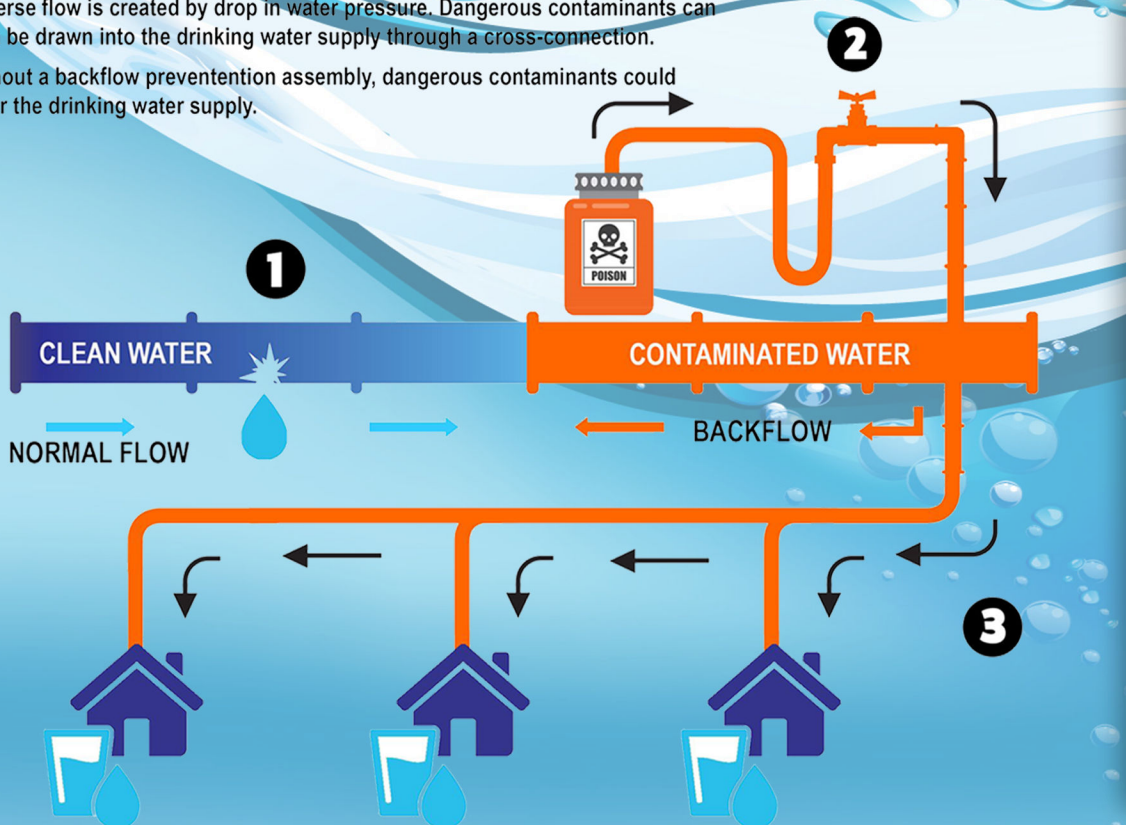 erse flow is created by drop in water pressure. Dangerous contaminants can
be drawn into the drinking water supply through a cross-connection.
hout a backflow preventention assembly, dangerous contaminants could
r the drinking water supply.
2
1
POISON
CLEAN WATER
CONTAMINATED WATER
NORMAL FLOW
BACKFLOW
3